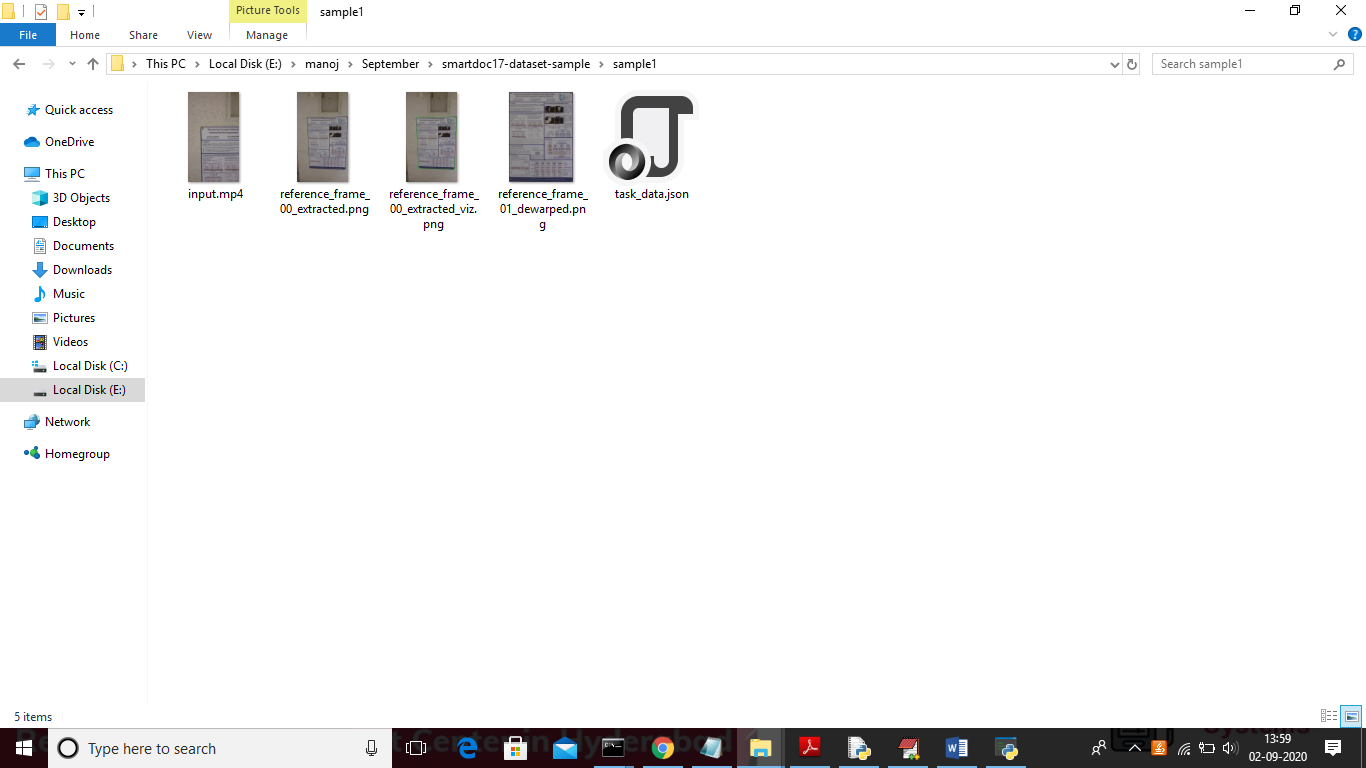 Picture Tools
sample1
File
Home
Share
View
Manage
This PC
Local Disk (E:)
manoj
September
smartdoc17-dataset-sample
sample1
Search sample1
Quick access
OneDrive
This PC
3D Objects
Desktop
Documents
Downloads
Music
Pictures
Videos
Local Disk (C:)
Local Disk (E:)
Network
Homegroup
input.mp4
reference_frame_
00_extracted.png
reference_frame_
00_extracted_viz.
png
reference_frame_
01_dewarped.pn
g
task_data.json
5 items
Type here to search
13:59
02-09-2020